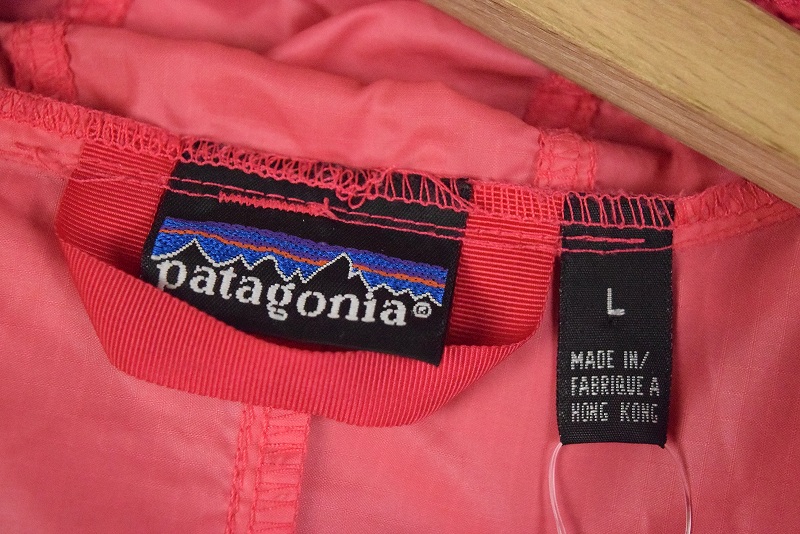 patagonia®
L
MADE IN/
FABRIQUE A
HONG KONG